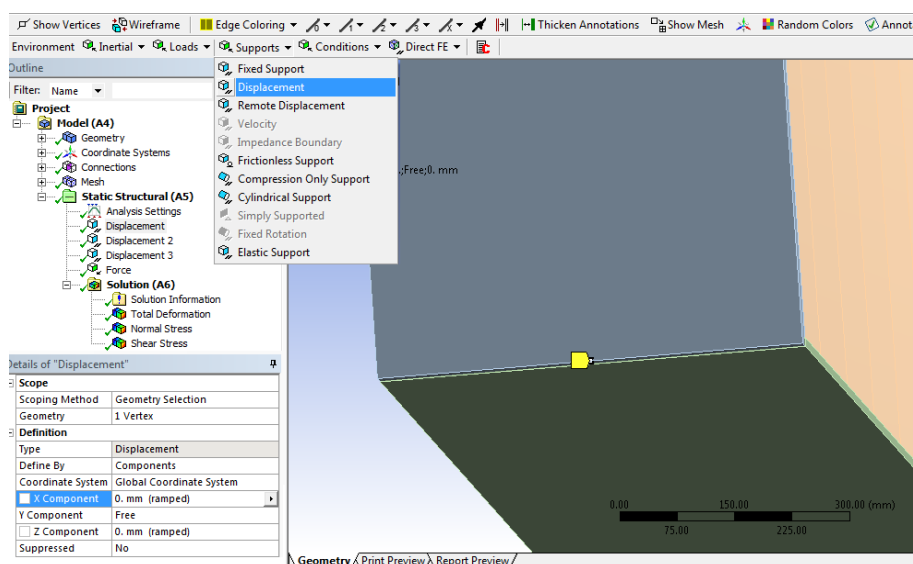 Show Vertices Wireframe Edge Coloring Thicken Annotations Show Mesh Random Colors Annot
Environment Inertial Loads Supports Conditions Direct FE
Outline
Filter: Name
Project
Model (A4)
Geometry
Coordinate Systems
Connections
Mesh
Static Structural (A5)
Analysis Settings
Displacement
Displacement 2
Displacement 3
Force
Solution (A6)
Solution Information
Total Deformation
Normal Stress
Shear Stress
Fixed Support
Displacement
Remote Displacement
Velocity
Impedance Boundary
Frictionless Support
Compression Only Support
Cylindrical Support
Simply Supported
Fixed Rotation
Elastic Support
.;Free;0. mm
Details of "Displacement"
Scope
Scoping Method Geometry Selection
Geometry 1 Vertex
Definition
Type Displacement
Define By Components
Coordinate System Global Coordinate System
X Component 0. mm (ramped)
Y Component Free
Z Component 0. mm (ramped)
Suppressed No
0.00 150.00 300.00 (mm)
75.00 225.00
Geometry Print Preview Report Preview